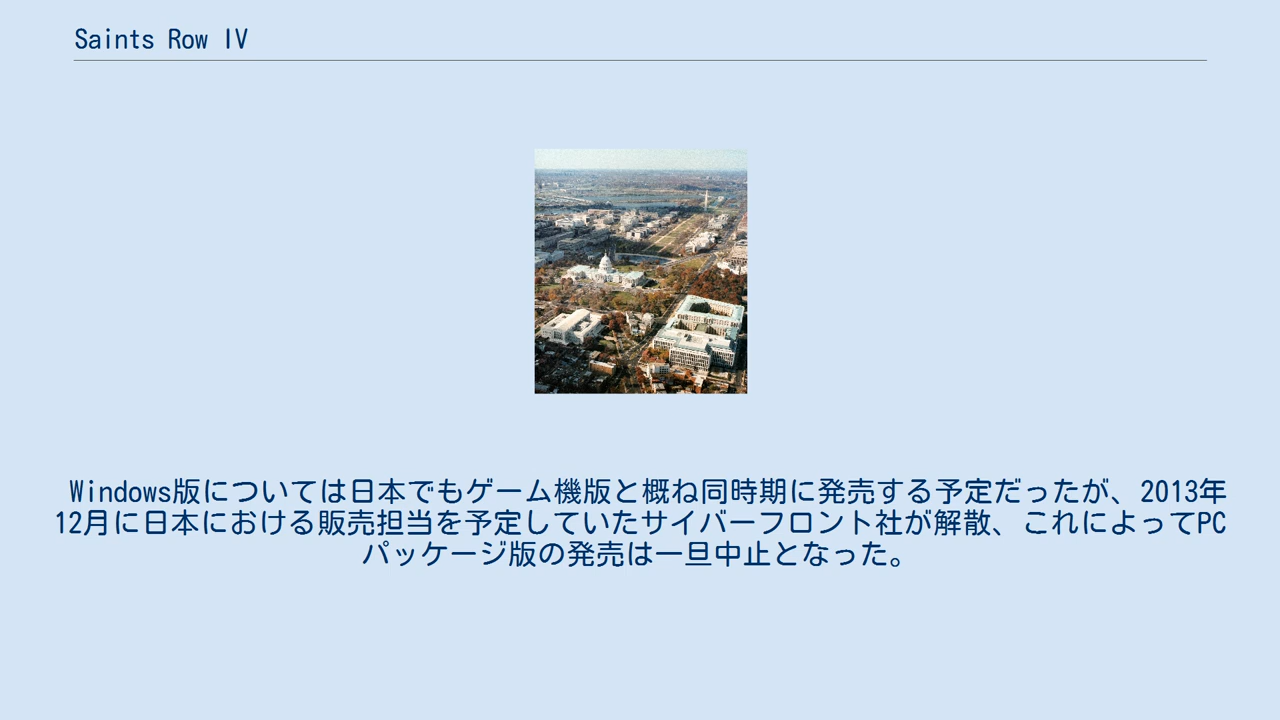 Saints Row IV
Windows版については日本でもゲーム機版と概ね同時期に発売する予定だったが、2013年
12月に日本における販売担当を予定していたサイバーフロント社が解散、これによってPC
パッケージ版の発売は一旦中止となった。